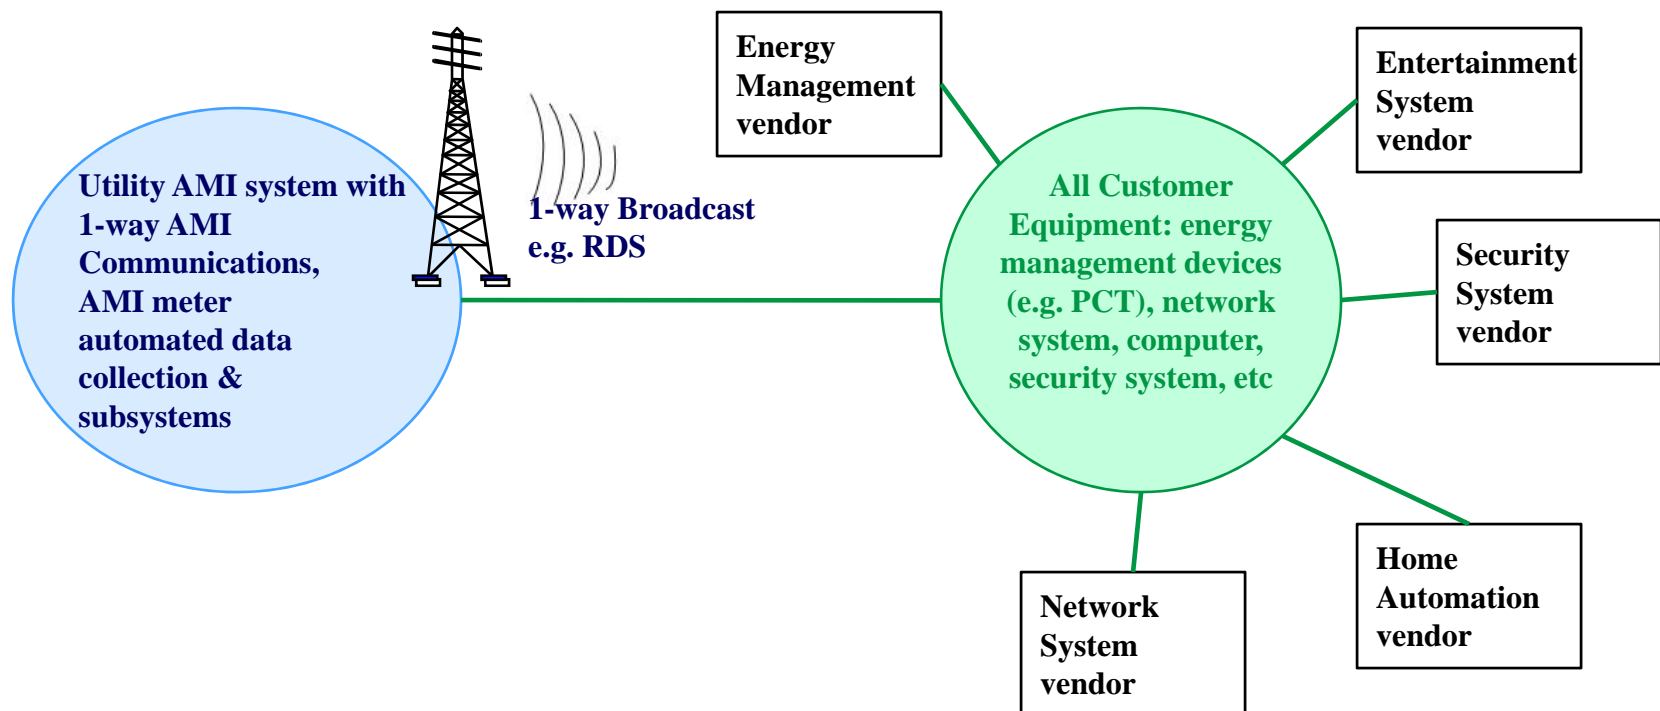 Utility AMI system with
1-way AMI
Communications,
AMI meter
automated data
collection &
subsystems
1-way Broadcast
e.g. RDS
Energy
Management
vendor
All Customer
Equipment: energy
management devices
(e.g. PCT), network
system, computer,
security system, etc
Entertainment
System
vendor
Security
System
vendor
Home
Automation
vendor
Network
System
vendor